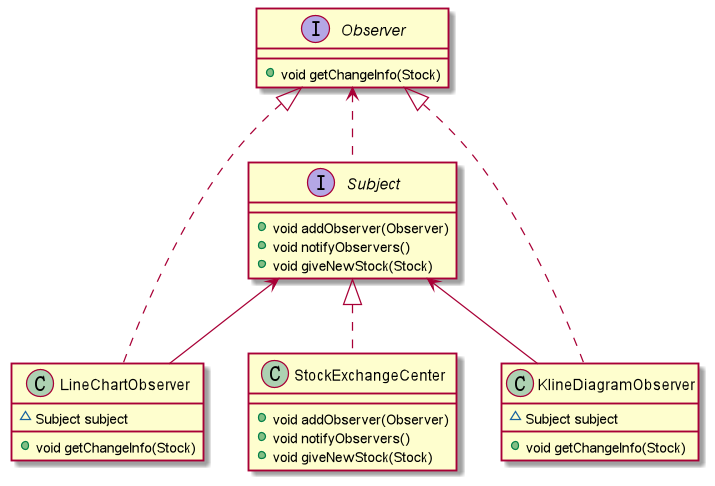 I Observer
void getChangeInfo(Stock)
I Subject
void addObserver(Observer)
void notifyObservers()
void giveNewStock(Stock)
C LineChartObserver
Subject subject
void getChangeInfo(Stock)
C StockExchangeCenter
void addObserver(Observer)
void notifyObservers()
void giveNewStock(Stock)
C KlineDiagramObserver
Subject subject
void getChangeInfo(Stock)